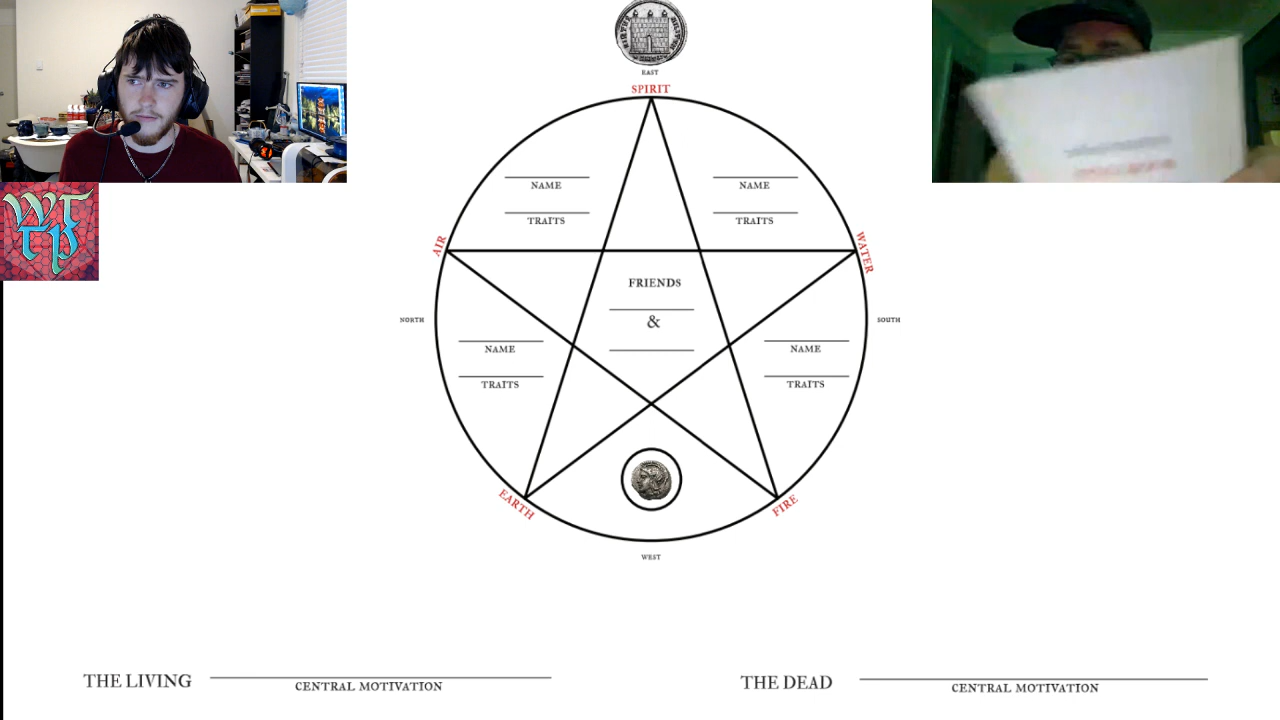 EAST
SPIRIT
NAME
NAME
TRAITS
TRAITS
AIR
WATER
WTTP
FRIENDS
&
NORTH
SOUTH
NAME
NAME
TRAITS
TRAITS
EARTH
FIRE
WEST
THE LIVING
CENTRAL MOTIVATION
THE DEAD
CENTRAL MOTIVATION